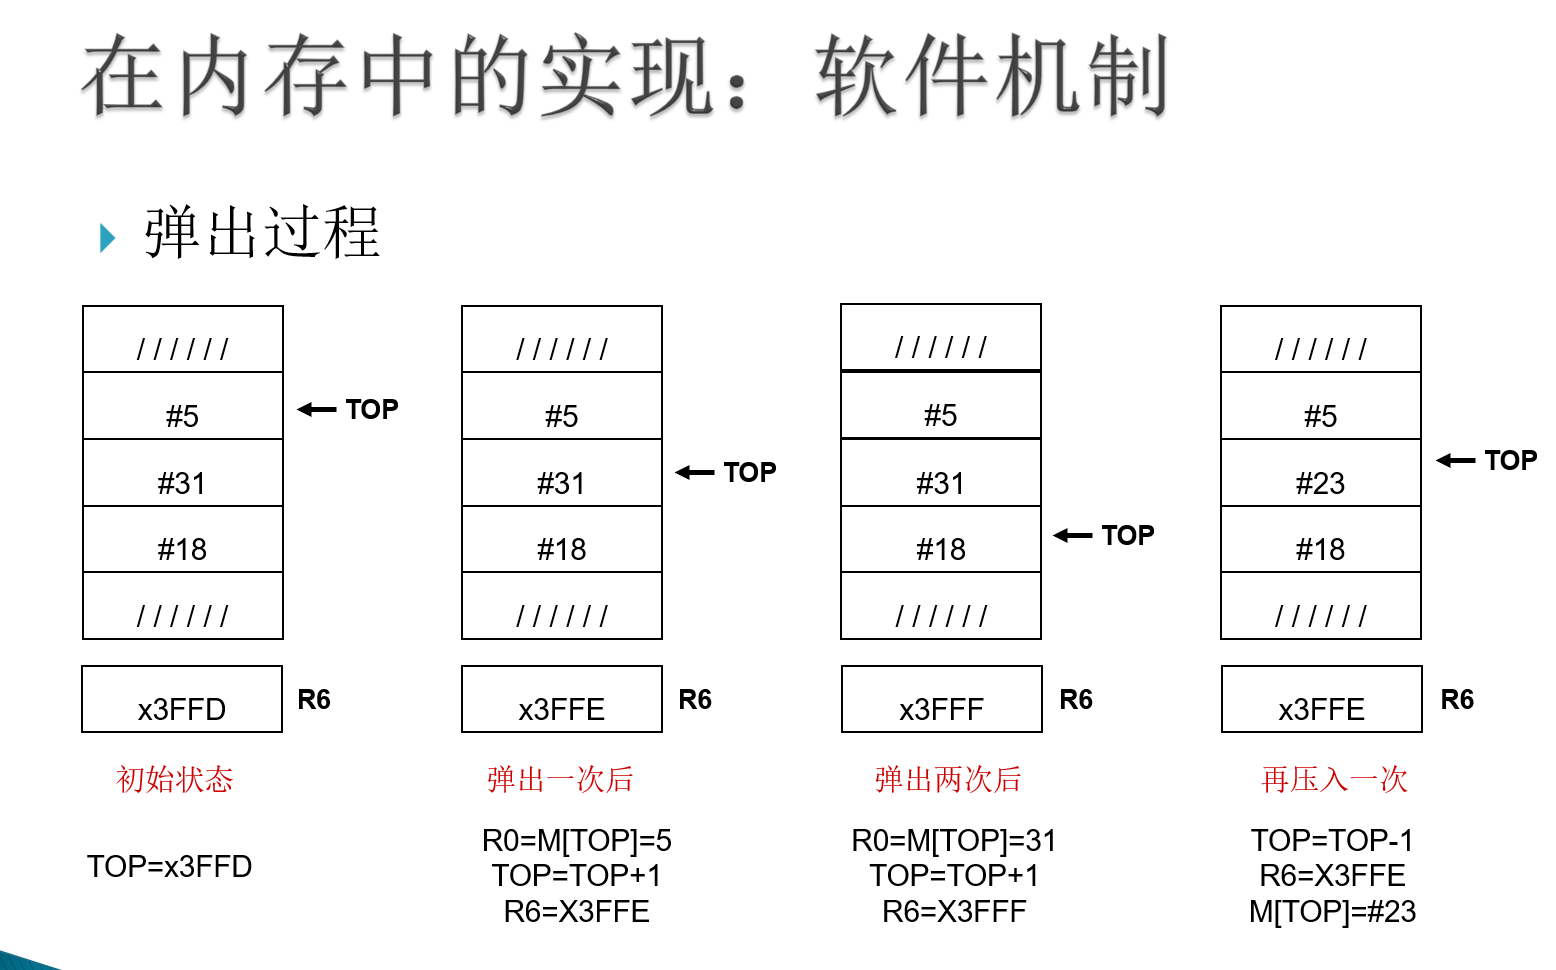 在内存中的实现：软件机制
弹出过程
//////
#5
#31
#18
//////
TOP
x3FFD
R6
初始状态
TOP=x3FFD
//////
#5
#31
#18
//////
TOP
x3FFE
R6
弹出一次后
R0=M[TOP]=5
TOP=TOP+1
R6=X3FFE
//////
#5
#31
#18
//////
TOP
x3FFF
R6
弹出两次后
R0=M[TOP]=31
TOP=TOP+1
R6=X3FFF
//////
#5
#23
#18
//////
TOP
x3FFE
R6
再压入一次
TOP=TOP-1
R6=X3FFE
M[TOP]=#23